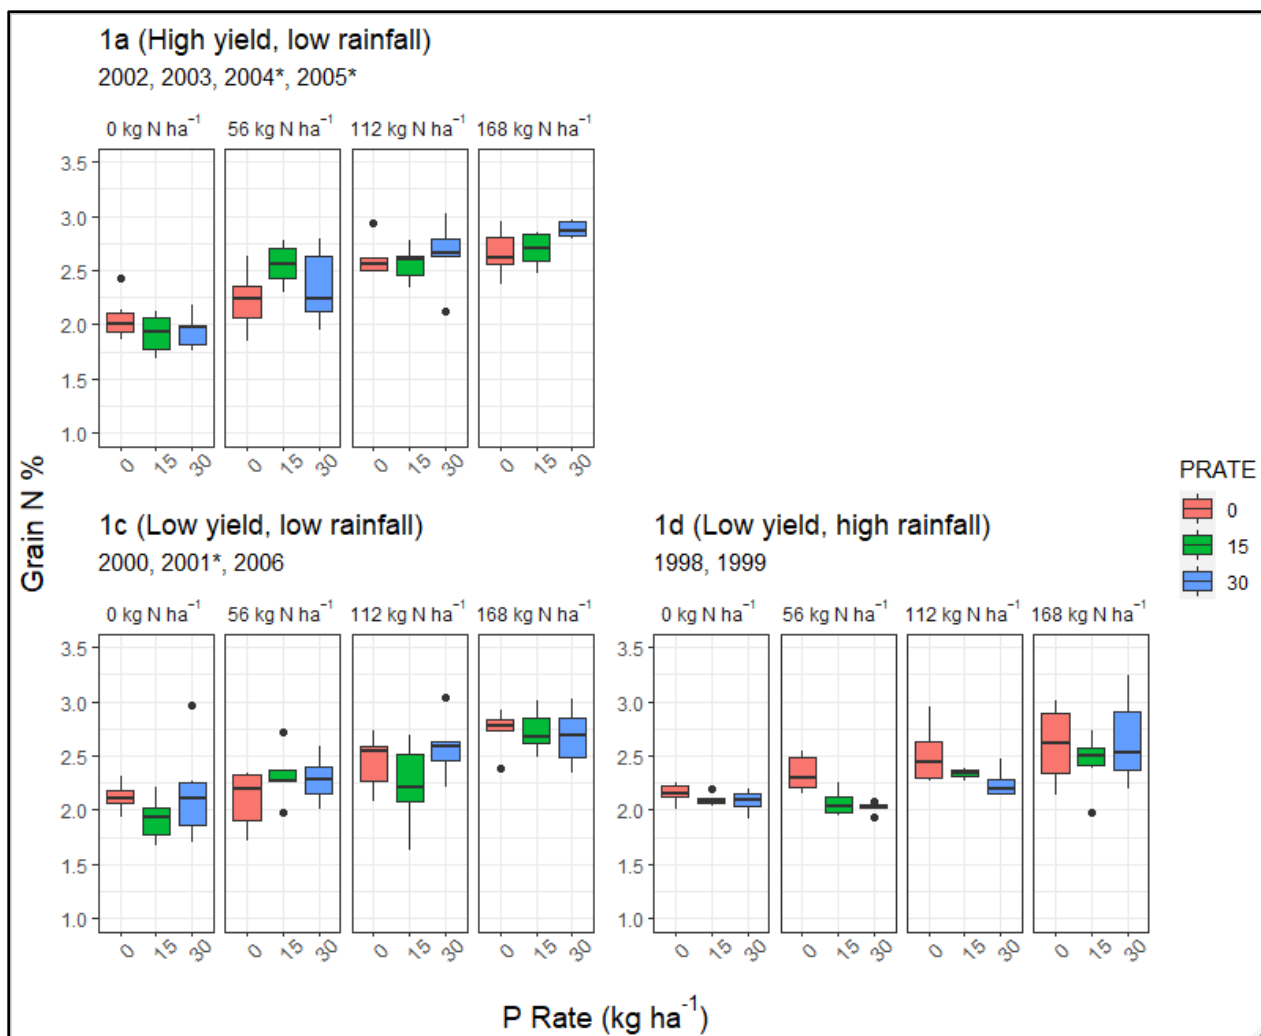 1a (High yield, low rainfall)
2002, 2003, 2004*, 2005*
0 kg N ha⁻¹ 56 kg N ha⁻¹ 112 kg N ha⁻¹ 168 kg N ha⁻¹
3.5
3.0
2.5
2.0
1.5
1.0
0 15 30 0 15 30 0 15 30 0 15 30
Grain N %
1c (Low yield, low rainfall)
2000, 2001*, 2006
0 kg N ha⁻¹ 56 kg N ha⁻¹ 112 kg N ha⁻¹ 168 kg N ha⁻¹
3.5
3.0
2.5
2.0
1.5
1.0
0 15 30 0 15 30 0 15 30 0 15 30
1d (Low yield, high rainfall)
1998, 1999
0 kg N ha⁻¹ 56 kg N ha⁻¹ 112 kg N ha⁻¹ 168 kg N ha⁻¹
3.5
3.0
2.5
2.0
1.5
1.0
0 15 30 0 15 30 0 15 30 0 15 30
P Rate (kg ha⁻¹)
PRATE
0
15
30